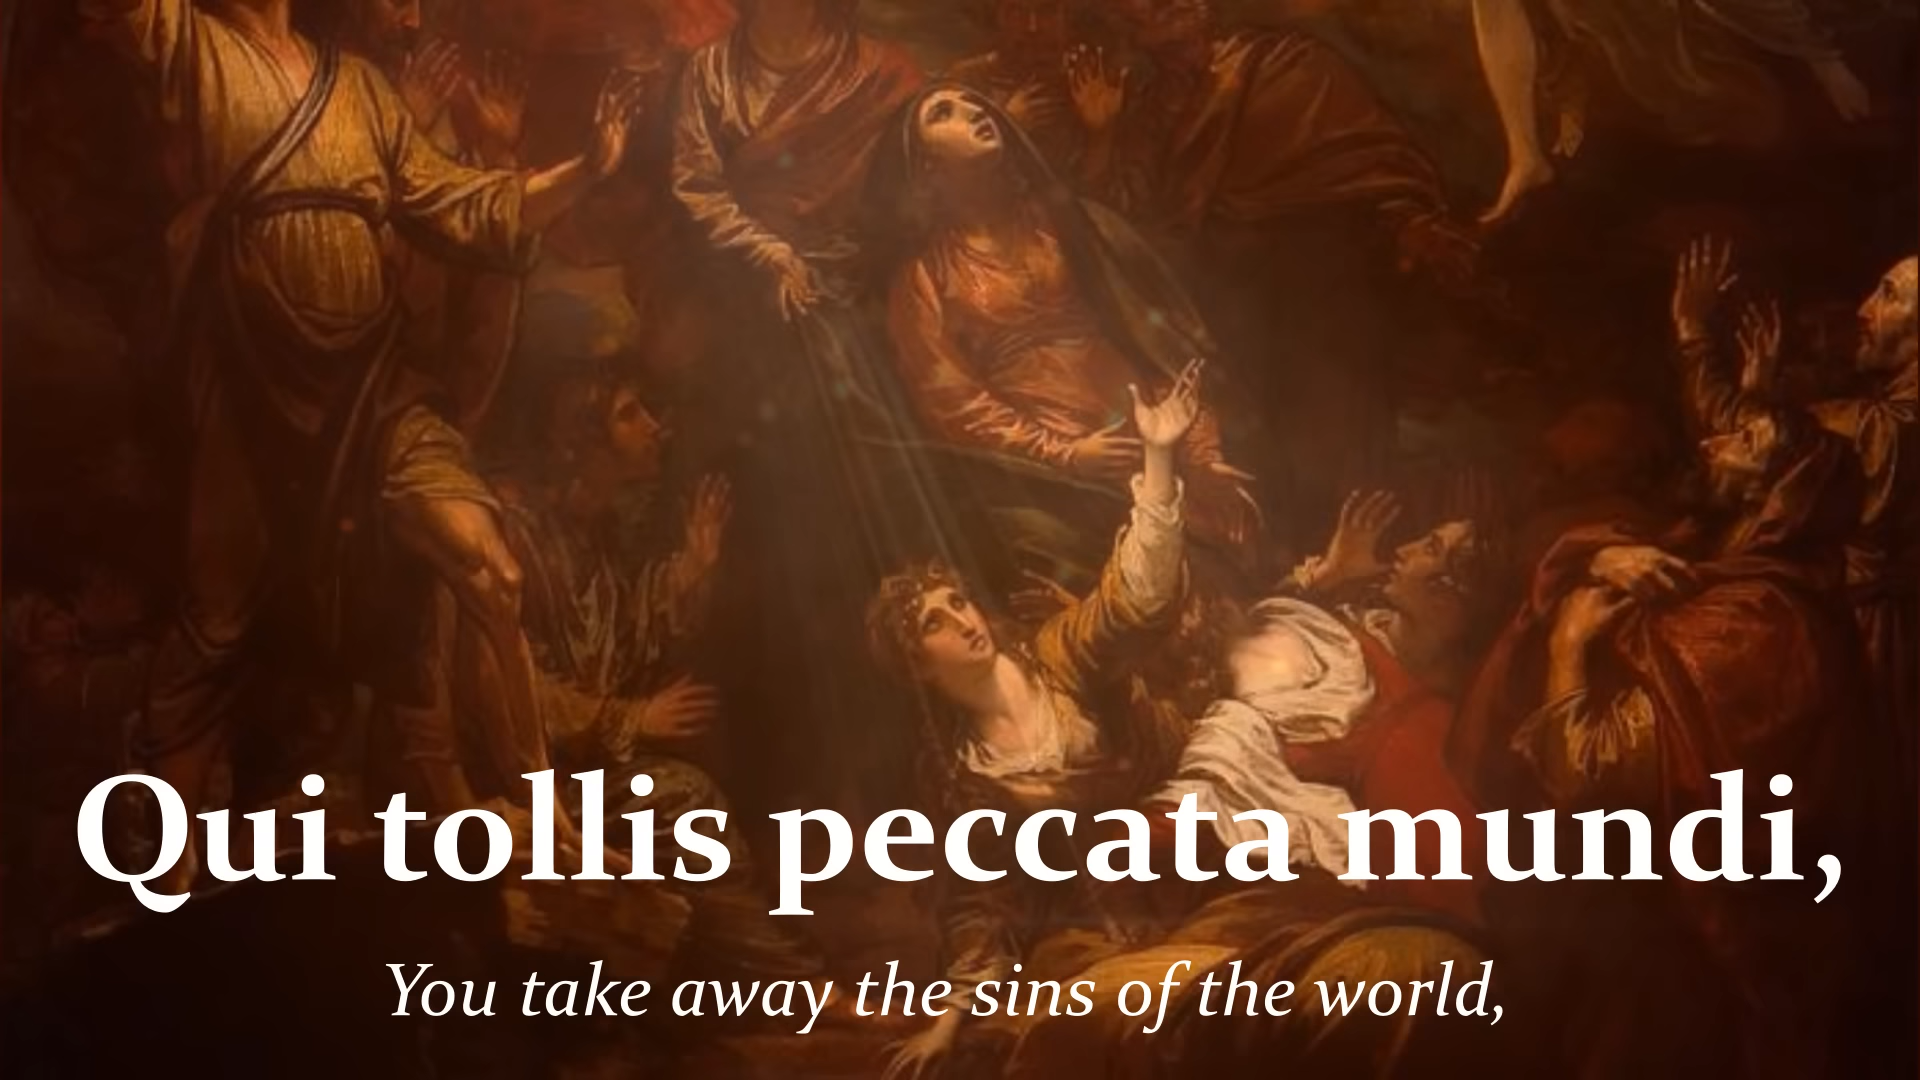 Qui tollis peccata mundi,
You take away the sins of the world,